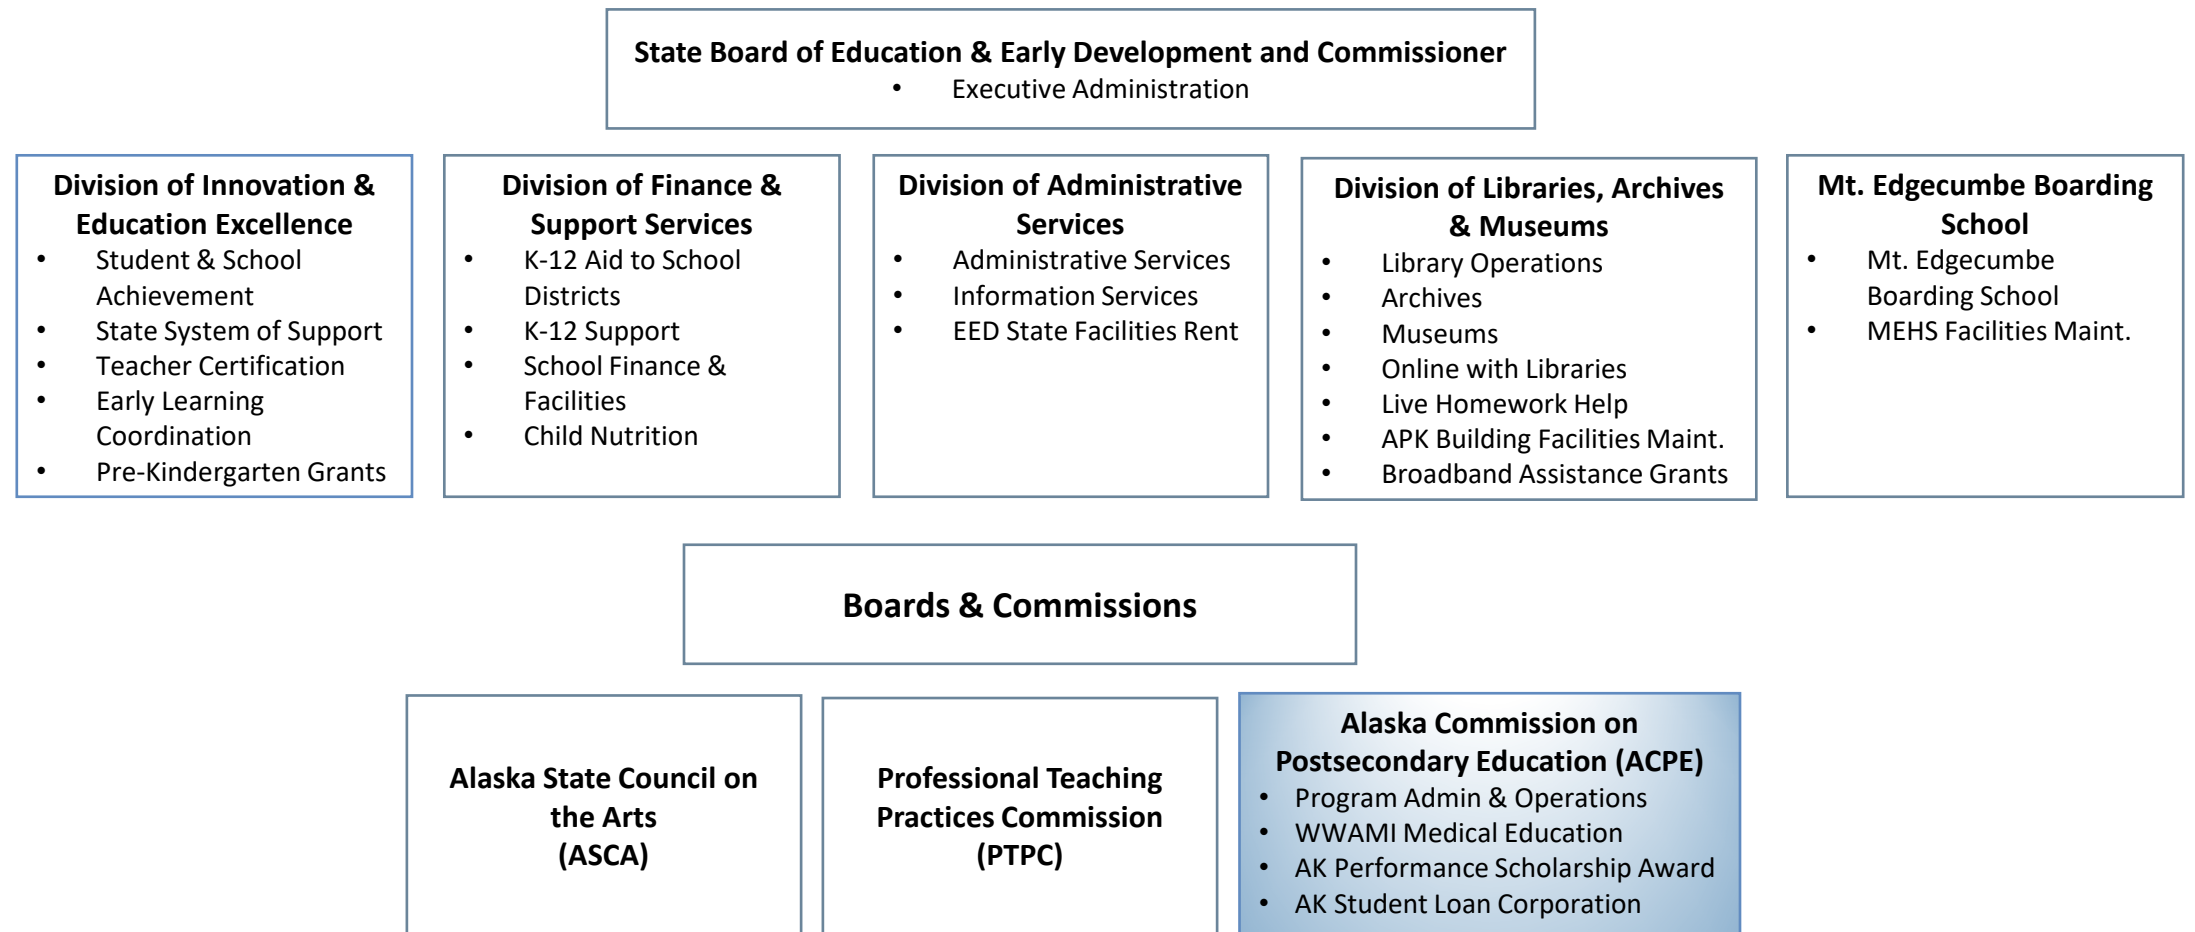 State Board of Education & Early Development and Commissioner
• Executive Administration
Division of Innovation &
Education Excellence
• Student & School
Achievement
• State System of Support
• Teacher Certification
• Early Learning
Coordination
• Pre-Kindergarten Grants
Division of Finance &
Support Services
• K-12 Aid to School
Districts
• K-12 Support
• School Finance &
Facilities
• Child Nutrition
Division of Administrative
Services
• Administrative Services
• Information Services
• EED State Facilities Rent
Division of Libraries, Archives
& Museums
• Library Operations
• Archives
• Museums
• Online with Libraries
• Live Homework Help
• APK Building Facilities Maint.
• Broadband Assistance Grants
Mt. Edgecumbe Boarding
School
• Mt. Edgecumbe
Boarding School
• MEHS Facilities Maint.
Boards & Commissions
Alaska State Council on
the Arts
(ASCA)
Professional Teaching
Practices Commission
(PTPC)
Alaska Commission on
Postsecondary Education (ACPE)
• Program Admin & Operations
• WWAMI Medical Education
• AK Performance Scholarship Award
• AK Student Loan Corporation